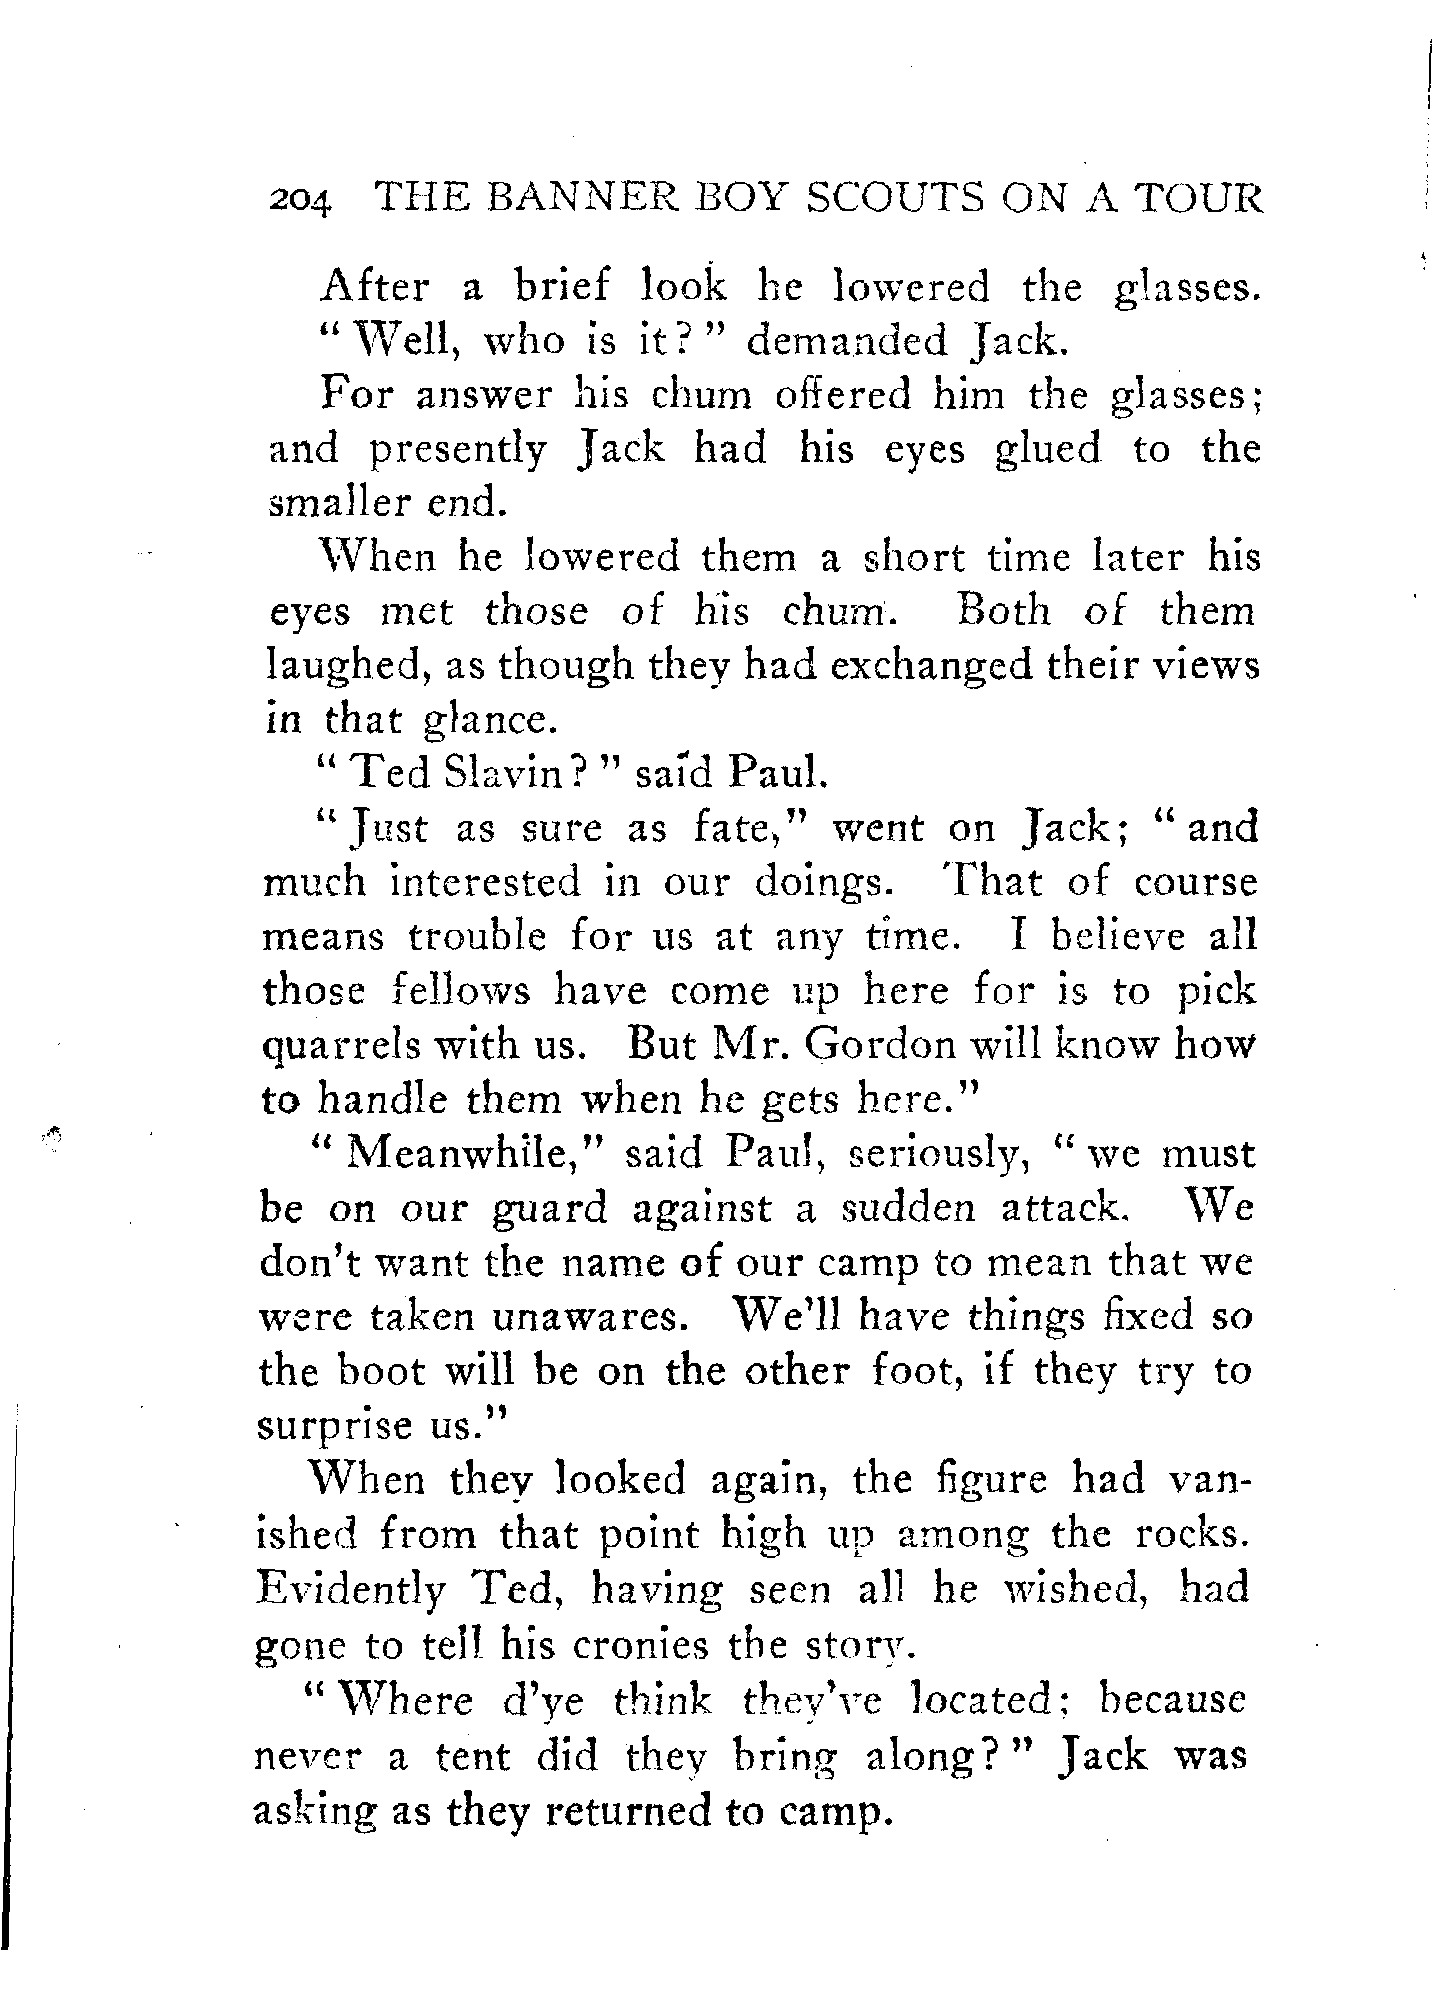 204 THE BANNER BOY SCOUTS ON A TOUR
After a brief look he lowered the glasses.
" Well, who is it? " demanded Jack.
For answer his chum offered him the glasses;
and presently Jack had his eyes glued to the
smaller end.
When he lowered them a short time later his
eyes met those of his chum. Both of them
laughed, as though they had exchanged their views
in that glance.
" Ted Slavin? " said Paul.
" Just as sure as fate," went on Jack; " and
much interested in our doings. That of course
means trouble for us at any time. I believe all
those fellows have come up here for is to pick
quarrels with us. But Mr. Gordon will know how
to handle them when he gets here."
" Meanwhile," said Paul, seriously, " we must
be on our guard against a sudden attack. We
don't want the name of our camp to mean that we
were taken unawares. We'll have things fixed so
the boot will be on the other foot, if they try to
surprise us."
When they looked again, the figure had van-
ished from that point high up among the rocks.
Evidently Ted, having seen all he wished, had
gone to tell his cronies the story.
" Where d'ye think they've located; because
never a tent did they bring along? " Jack was
asking as they returned to camp.